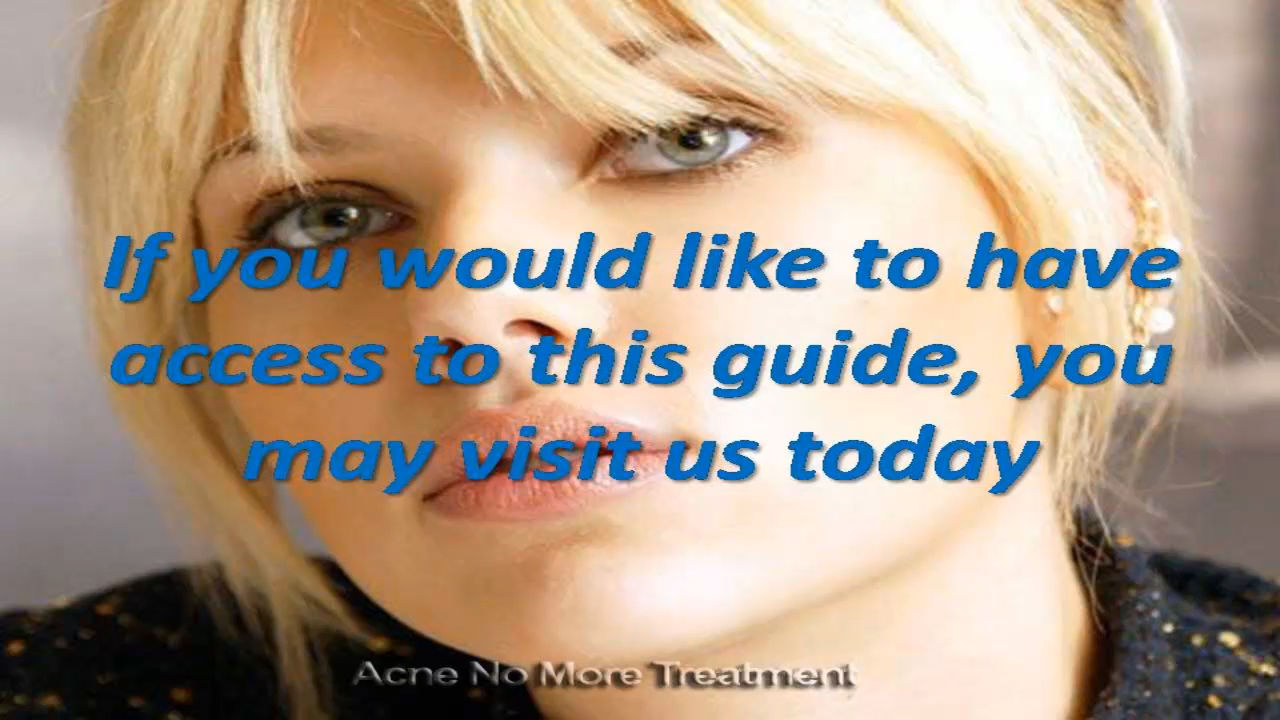 If you would like to have
access to this guide, you
may visit us today
Acne No More Treatment